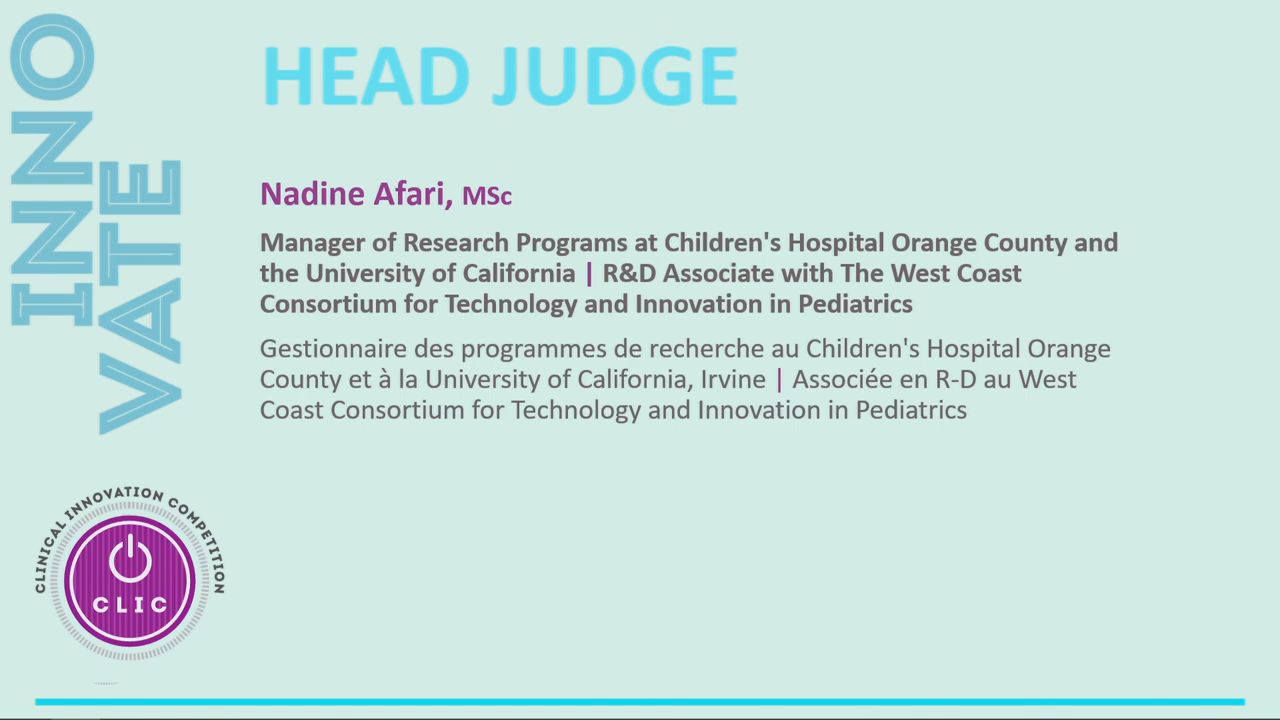 INNO
VATE
HEAD JUDGE
Nadine Afari, MSc
Manager of Research Programs at Children's Hospital Orange County and
the University of California | R&D Associate with The West Coast
Consortium for Technology and Innovation in Pediatrics
Gestionnaire des programmes de recherche au Children's Hospital Orange
County et à la University of California, Irvine | Associée en R-D au West
Coast Consortium for Technology and Innovation in Pediatrics
CLINICAL INNOVATION COMPETITION
CLIC